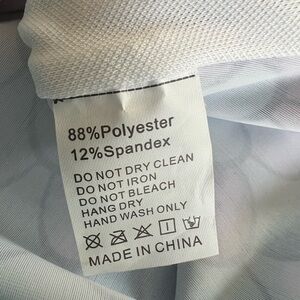 88%Polyester
12%Spandex
DO NOT DRY CLEAN
DO NOT IRON
DO NOT BLEACH
HANG DRY
HAND WASH ONLY
MADE IN CHINA